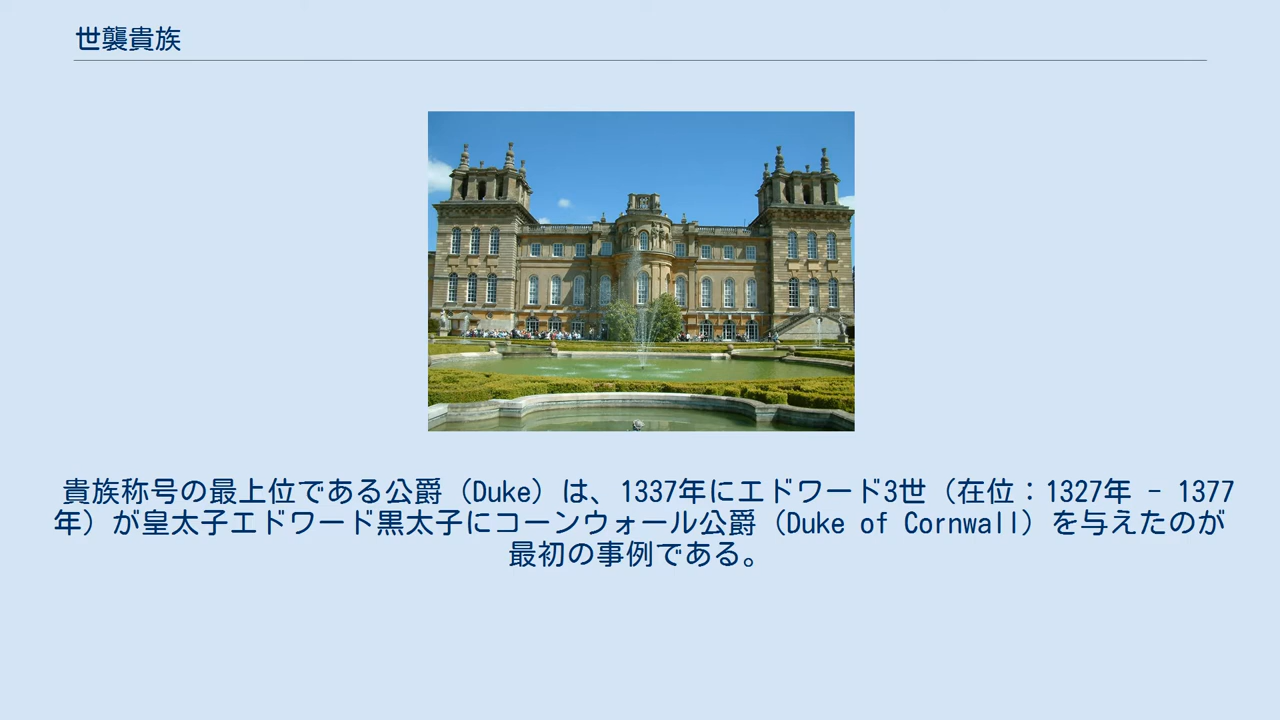 世襲貴族
貴族称号の最上位である公爵（Duke）は、1337年にエドワード3世（在位：1327年 - 1377
年）が皇太子エドワード黒太子にコーンウォール公爵（Duke of Cornwall）を与えたのが
最初の事例である。